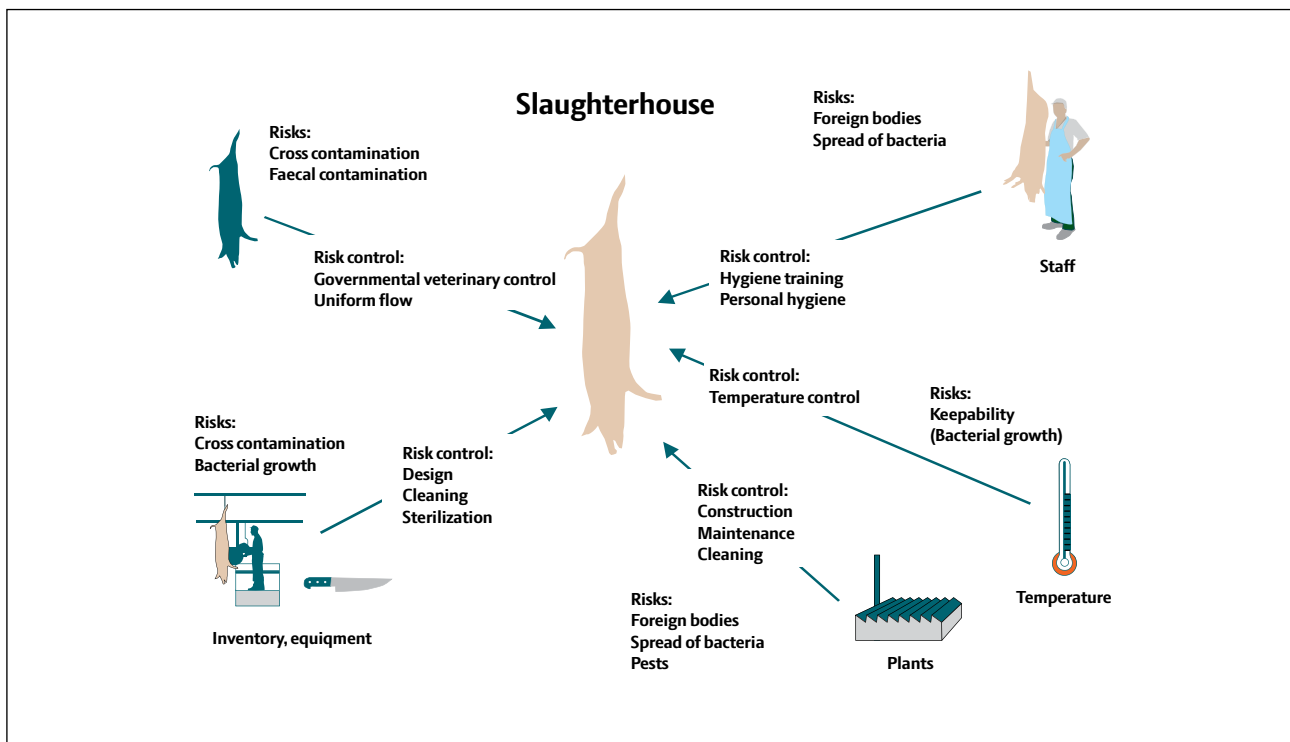 Slaughterhouse
Risks:
Cross contamination
Faecal contamination
Risk control:
Governmental veterinary control
Uniform flow
Risks:
Foreign bodies
Spread of bacteria
Staff
Risk control:
Hygiene training
Personal hygiene
Risk control:
Temperature control
Risks:
Keepability
(Bacterial growth)
Temperature
Risks:
Cross contamination
Bacterial growth
Risk control:
Design
Cleaning
Sterilization
Inventory, equiqment
Risk control:
Construction
Maintenance
Cleaning
Risks:
Foreign bodies
Spread of bacteria
Pests
Plants